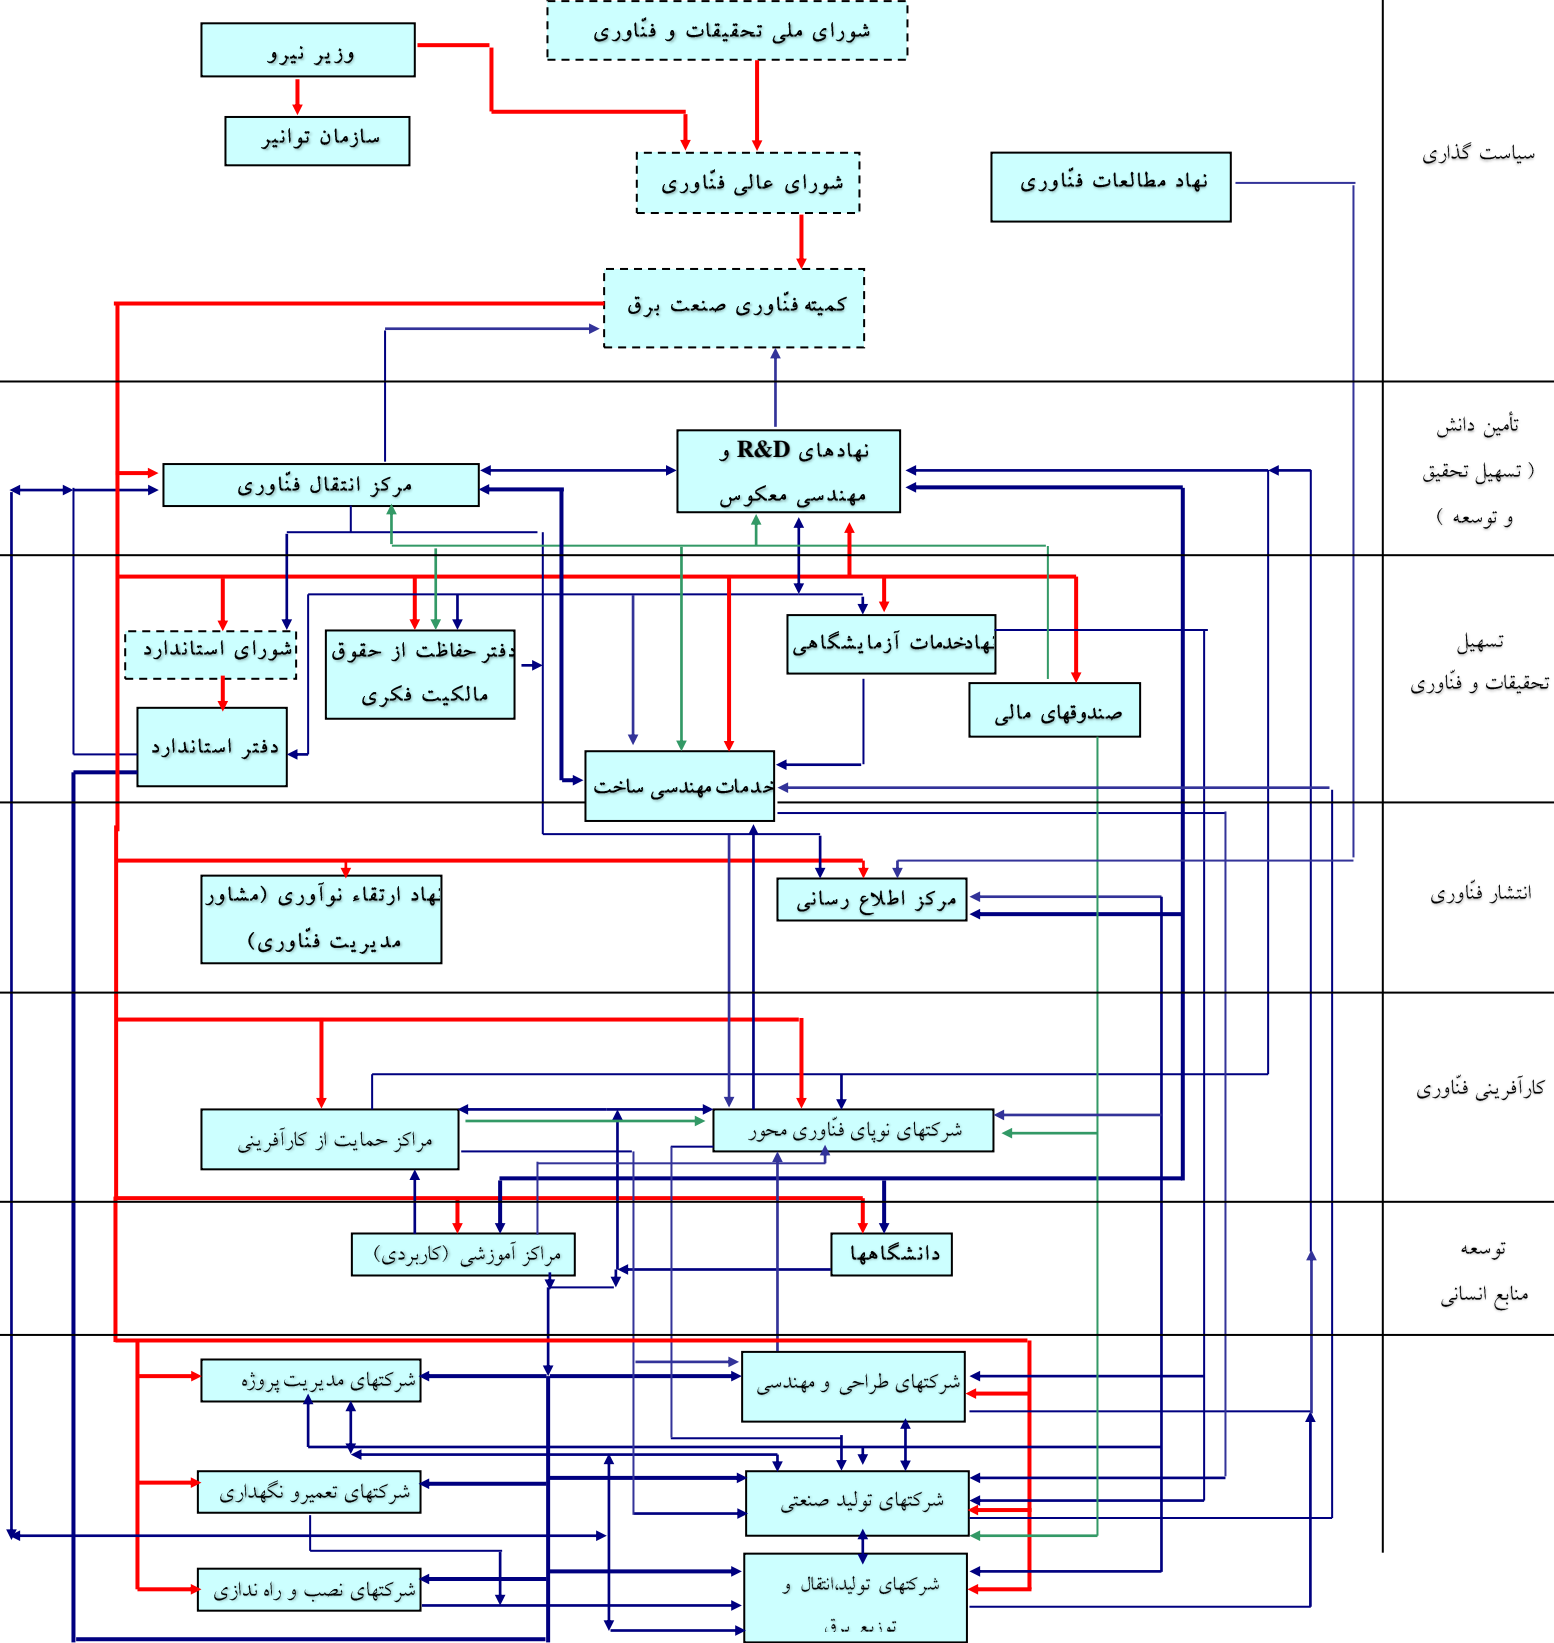 شورای ملی تحقیقات و فنّاوری
وزیر نیرو
سازمان توانیر
سیاست گذاری
شورای عالی فنّاوری
نهاد مطالعات فنّاوری
کمیته فنّاوری صنعت برق
تأمین دانش
( تسهیل تحقیق
و توسعه )
نهادهای R&D و
مهندسی معکوس
مرکز انتقال فنّاوری
تسهیل
تحقیقات و فنّاوری
نهادخدمات آزمایشگاهی
دفتر حفاظت از حقوق
مالکیت فکری
شورای استاندارد
صندوقهای مالی
دفتر استاندارد
خدمات مهندسی ساخت
انتشار فنّاوری
مرکز اطلاع رسانی
نهاد ارتقاء نوآوری (مشاور
مدیریت فنّاوری)
کارآفرینی فنّاوری
شرکتهای نوپای فنّاوری محور
مراکز حمایت از کارآفرینی
توسعه
منابع انسانی
دانشگاهها
مراکز آموزشی (کاربردی)
شرکتهای طراحی و مهندسی
شرکتهای مدیریت پروژه
شرکتهای تولید صنعتی
شرکتهای تعمیرو نگهداری
شرکتهای تولید،انتقال و
توزیع برق
شرکتهای نصب و راه ندازی